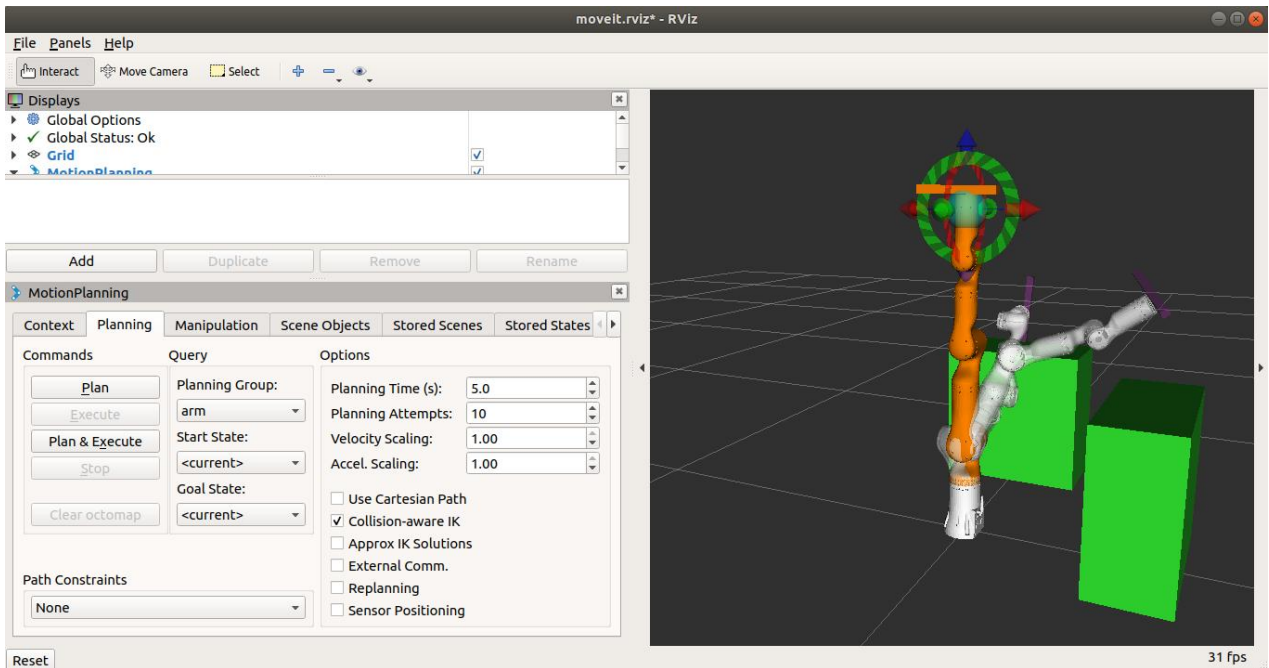 moveit.rviz* - RViz
File Panels Help
Interact Move Camera Select
Displays
Global Options
Global Status: Ok
Grid
MotionPlanning
Add Duplicate Remove Rename
MotionPlanning
Context Planning Manipulation Scene Objects Stored Scenes Stored States
Commands Query Options
Plan Planning Group: Planning Time (s): 5.0
Execute arm Planning Attempts: 10
Plan & Execute Start State: Velocity Scaling: 1.00
Stop <current> Accel. Scaling: 1.00
Goal State: Use Cartesian Path
Clear octomap <current> Collision-aware IK
Approx IK Solutions
External Comm.
Path Constraints Replanning
None Sensor Positioning
Reset 31 fps